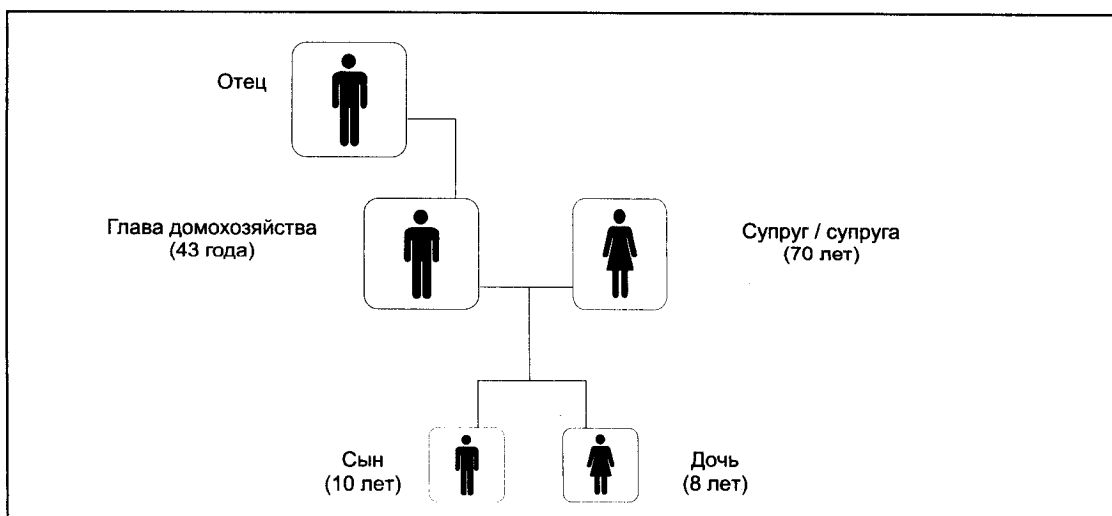 Отец
Глава домохозяйства
(43 года)
Супруг / супруга
(70 лет)
Сын
(10 лет)
Дочь
(8 лет)